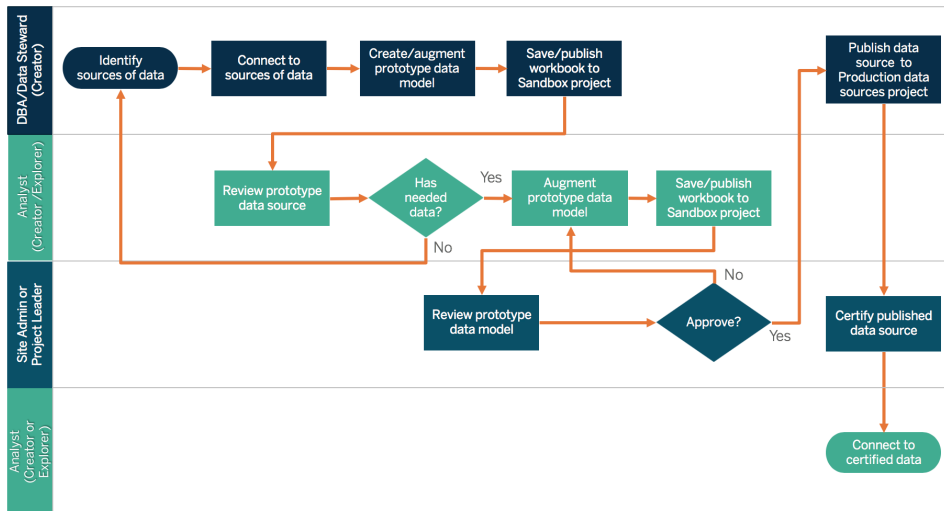 DBA/Data Steward
(Creator)
Identify
sources of data
Connect to
sources of data
Create/augment
prototype data
model
Save/publish
workbook to
Sandbox project
Publish data
source to
Production data
sources project
Analyst
(Creator /Explorer)
Review prototype
data source
Has
needed
data?
Yes
No
Augment
prototype data
model
Save/publish
workbook to
Sandbox project
Site Admin or
Project Leader
Review prototype
data model
Approve?
No
Yes
Certify published
data source
Analyst
(Creator or
Explorer)
Connect to
certified data